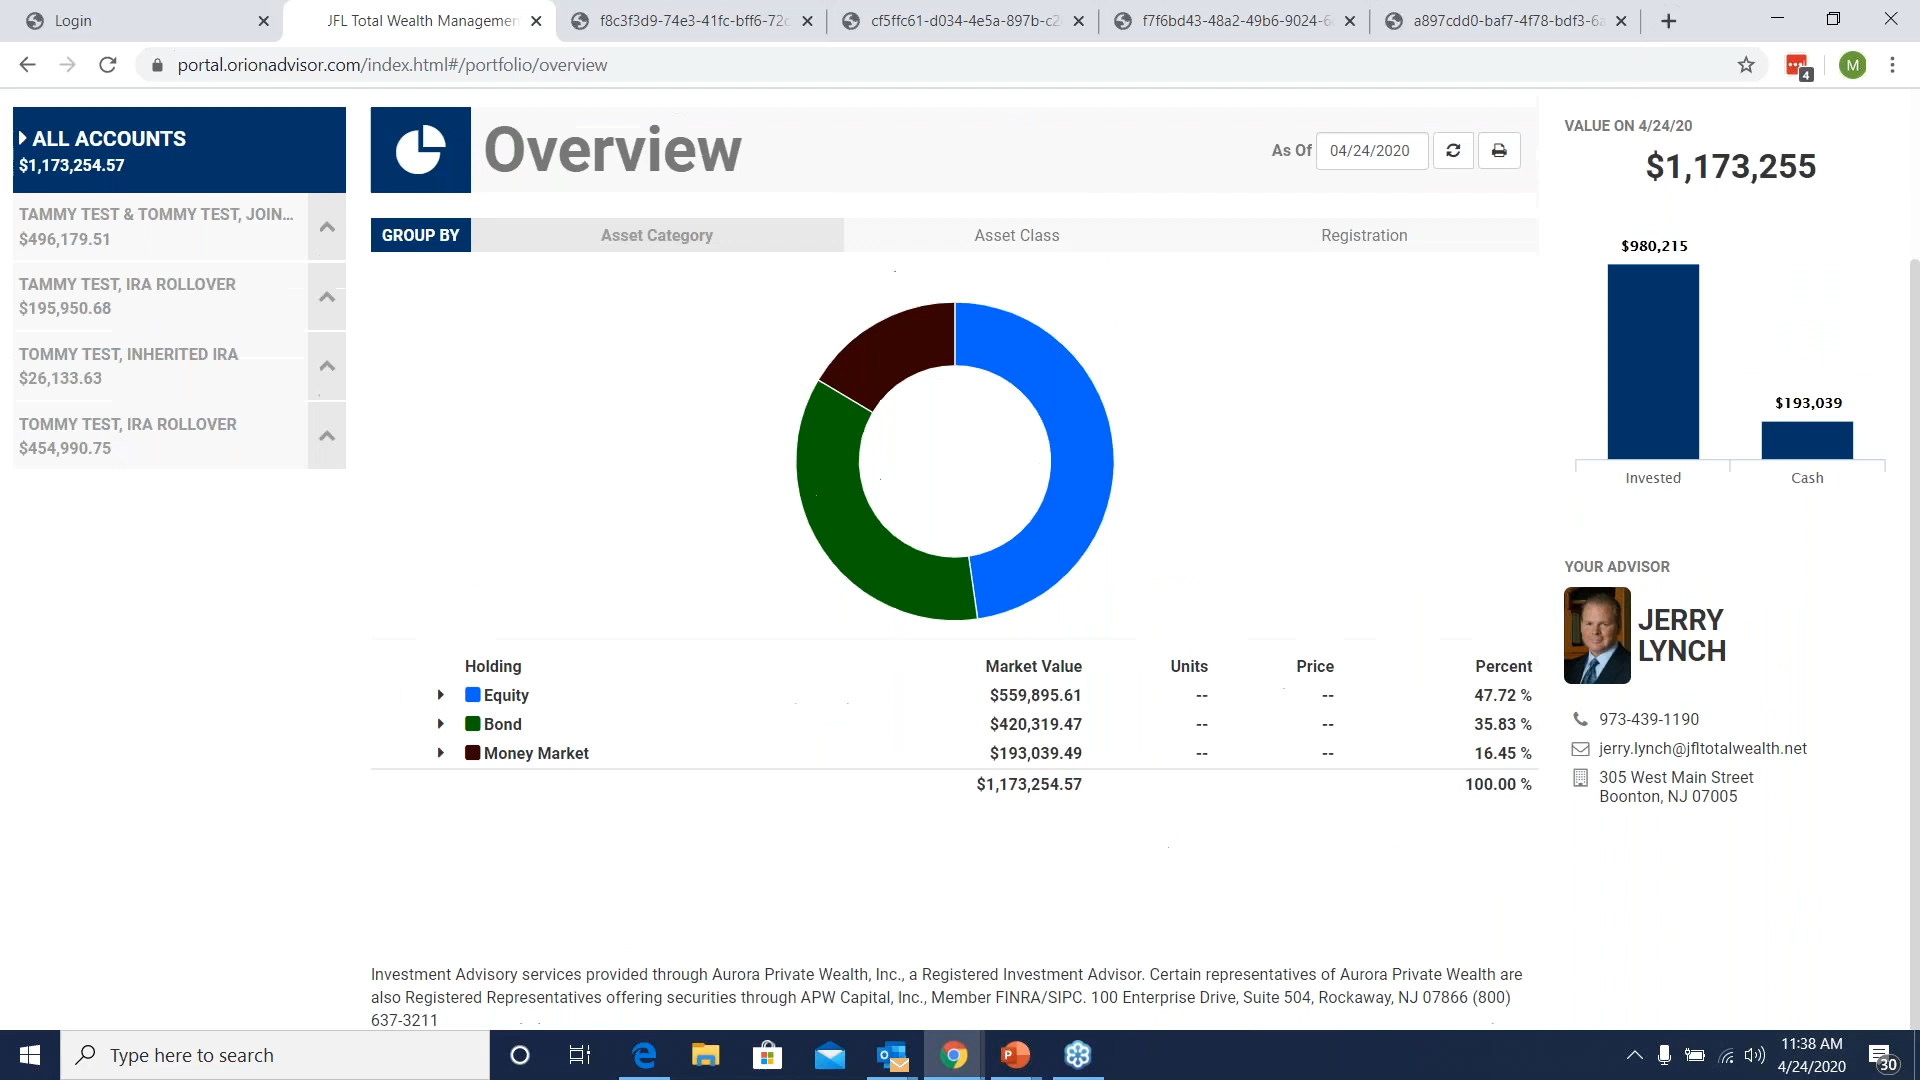 Login
JFL Total Wealth Managemen
f8c3f3d9-74e3-41fc-bff6-72
cf5ffc61-d034-4e5a-897b-c2
f7f6bd43-48a2-49b6-9024-6
a897cdd0-baf7-4f78-bdf3-6
portal.orionadvisor.com/index.html#/portfolio/overview
4
M
ALL ACCOUNTS
$1,173,254.57
TAMMY TEST & TOMMY TEST, JOIN...
$496,179.51
TAMMY TEST, IRA ROLLOVER
$195,950.68
TOMMY TEST, INHERITED IRA
$26,133.63
TOMMY TEST, IRA ROLLOVER
$454,990.75
Overview
As Of 04/24/2020
GROUP BY Asset Category Asset Class Registration
Holding Market Value Units Price Percent
Equity $559,895.61 -- -- 47.72 %
Bond $420,319.47 -- -- 35.83 %
Money Market $193,039.49 -- -- 16.45 %
$1,173,254.57 100.00 %
Investment Advisory services provided through Aurora Private Wealth, Inc., a Registered Investment Advisor. Certain representatives of Aurora Private Wealth are
also Registered Representatives offering securities through APW Capital, Inc., Member FINRA/SIPC. 100 Enterprise Drive, Suite 504, Rockaway, NJ 07866 (800)
637-3211
VALUE ON 4/24/20
$1,173,255
$980,215
$193,039
Invested Cash
YOUR ADVISOR
JERRY
LYNCH
973-439-1190
jerry.lynch@jfltotalwealth.net
305 West Main Street
Boonton, NJ 07005
Type here to search
11:38 AM
4/24/2020
30